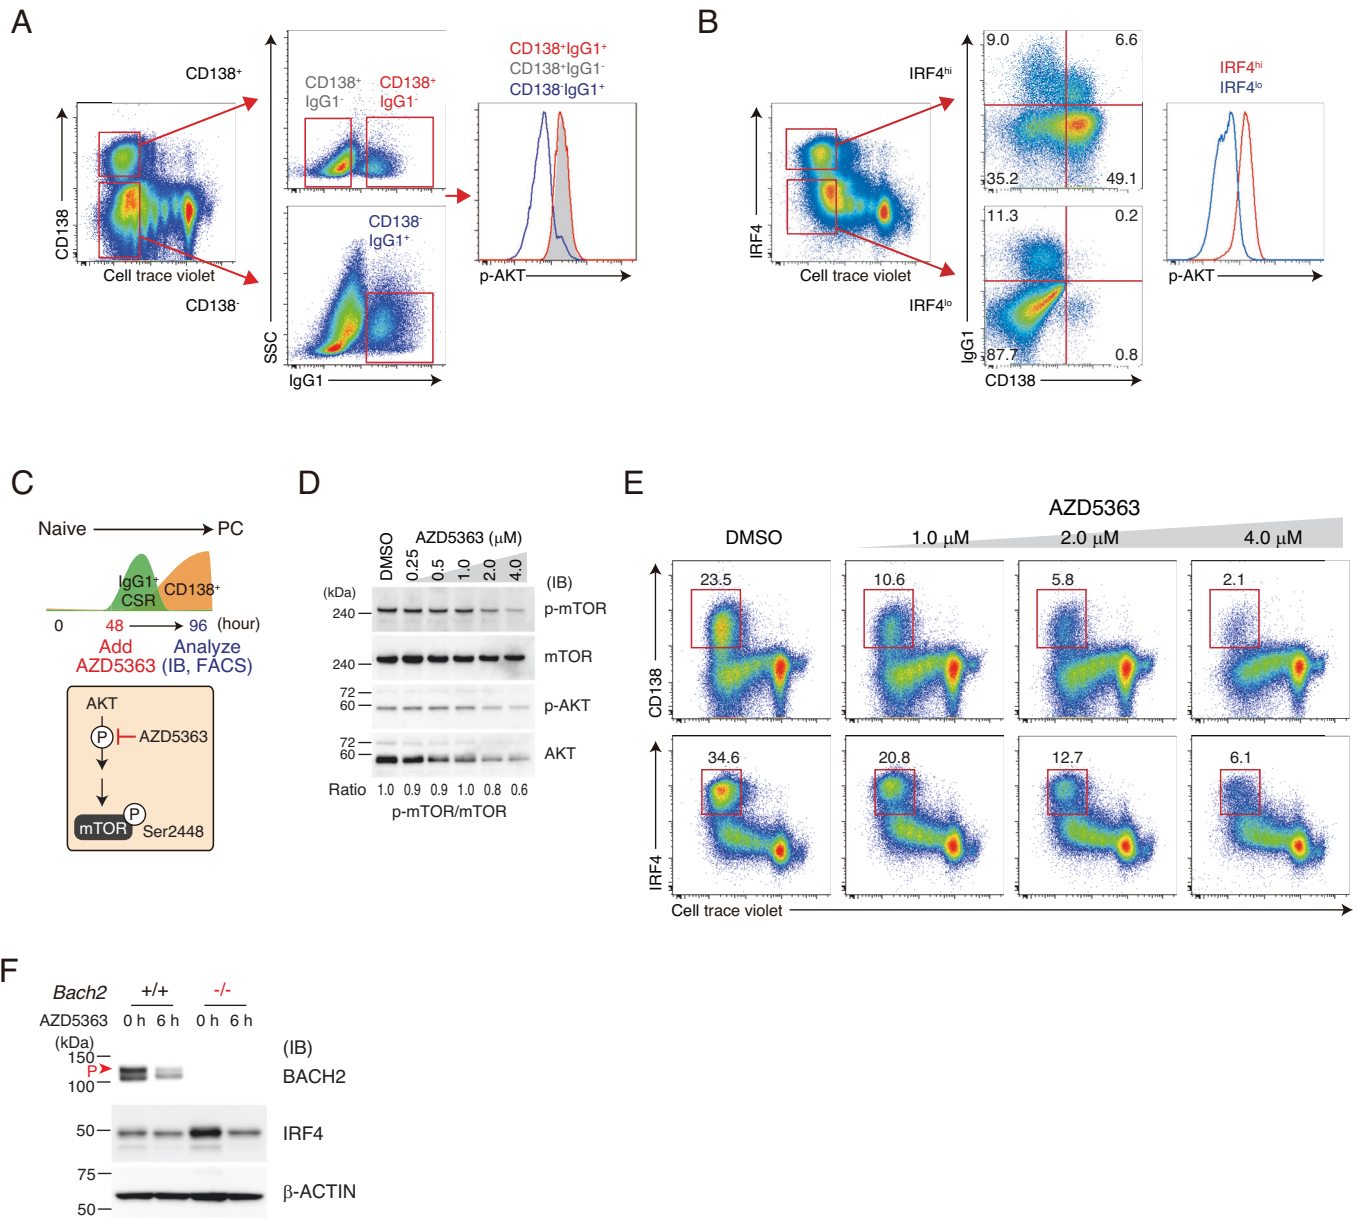 A
CD138⁺
CD138⁺
IgG1⁻
CD138⁺
IgG1⁻
CD138⁺IgG1⁺
CD138⁺IgG1⁻
CD138⁻IgG1⁺
CD138
Cell trace violet
CD138⁻
CD138⁻
IgG1⁺
SSC
IgG1
p-AKT
B
IRF4ʰⁱ
9.0
6.6
35.2
49.1
IRF4ʰⁱ
IRF4ˡᵒ
IRF4
Cell trace violet
IRF4ˡᵒ
11.3
0.2
87.7
0.8
IgG1
CD138
p-AKT
C
Naive
PC
IgG1⁺
CSR
CD138⁺
0
48
96
(hour)
Add
AZD5363
Analyze
(IB, FACS)
AKT
P
AZD5363
P
mTOR
Ser2448
D
DMSO
AZD5363 (μM)
0.25
0.5
1.0
2.0
4.0
(IB)
(kDa)
240
p-mTOR
240
mTOR
72
60
p-AKT
72
60
AKT
Ratio
1.0
0.9
0.9
1.0
0.8
0.6
p-mTOR/mTOR
E
AZD5363
DMSO
1.0 μM
2.0 μM
4.0 μM
23.5
10.6
5.8
2.1
CD138
34.6
20.8
12.7
6.1
IRF4
Cell trace violet
F
Bach2
+/+
-/-
AZD5363
0 h
6 h
0 h
6 h
(kDa)
(IB)
150
P
100
BACH2
50
IRF4
75
50
β-ACTIN